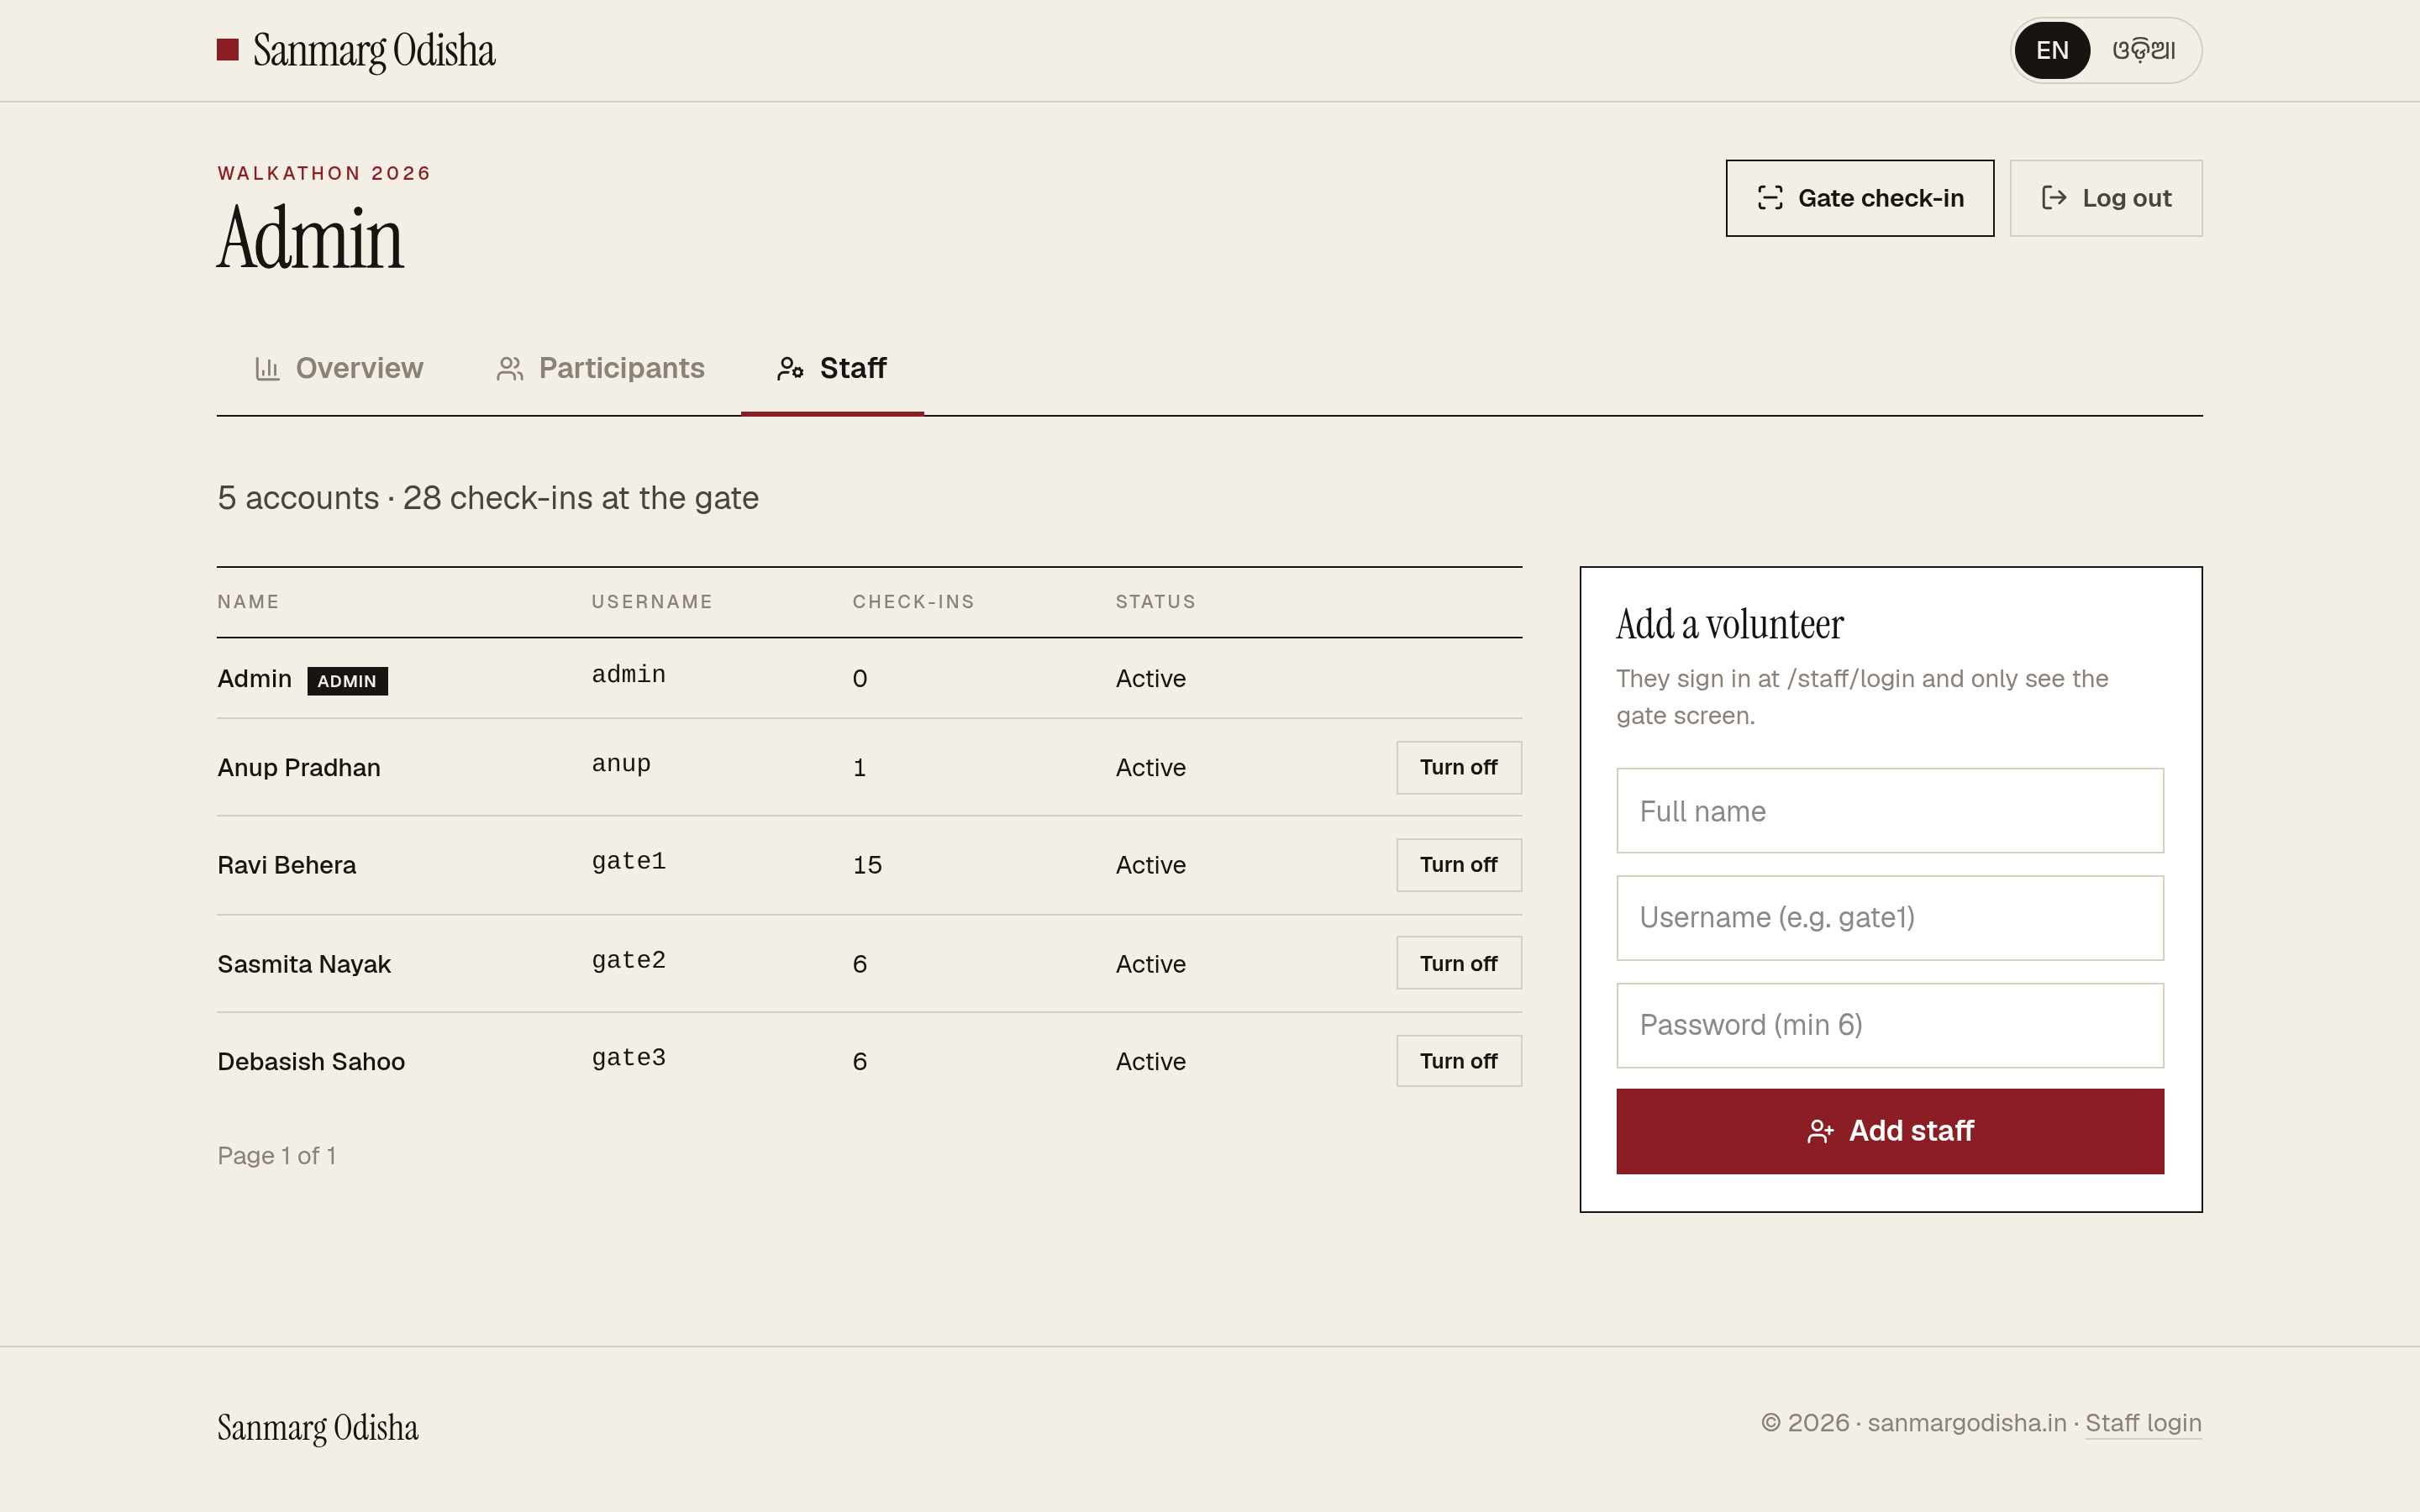 Sanmarg Odisha
EN ଓଡ଼ିଆ
WALKATHON 2026
Admin
Gate check-in Log out
Overview Participants Staff
5 accounts · 28 check-ins at the gate
NAME USERNAME CHECK-INS STATUS
Admin ADMIN admin 0 Active
Anup Pradhan anup 1 Active Turn off
Ravi Behera gate1 15 Active Turn off
Sasmita Nayak gate2 6 Active Turn off
Debasish Sahoo gate3 6 Active Turn off
Page 1 of 1
Add a volunteer
They sign in at /staff/login and only see the
gate screen.
Full name
Username (e.g. gate1)
Password (min 6)
Add staff
Sanmarg Odisha
© 2026 · sanmargodisha.in · Staff login